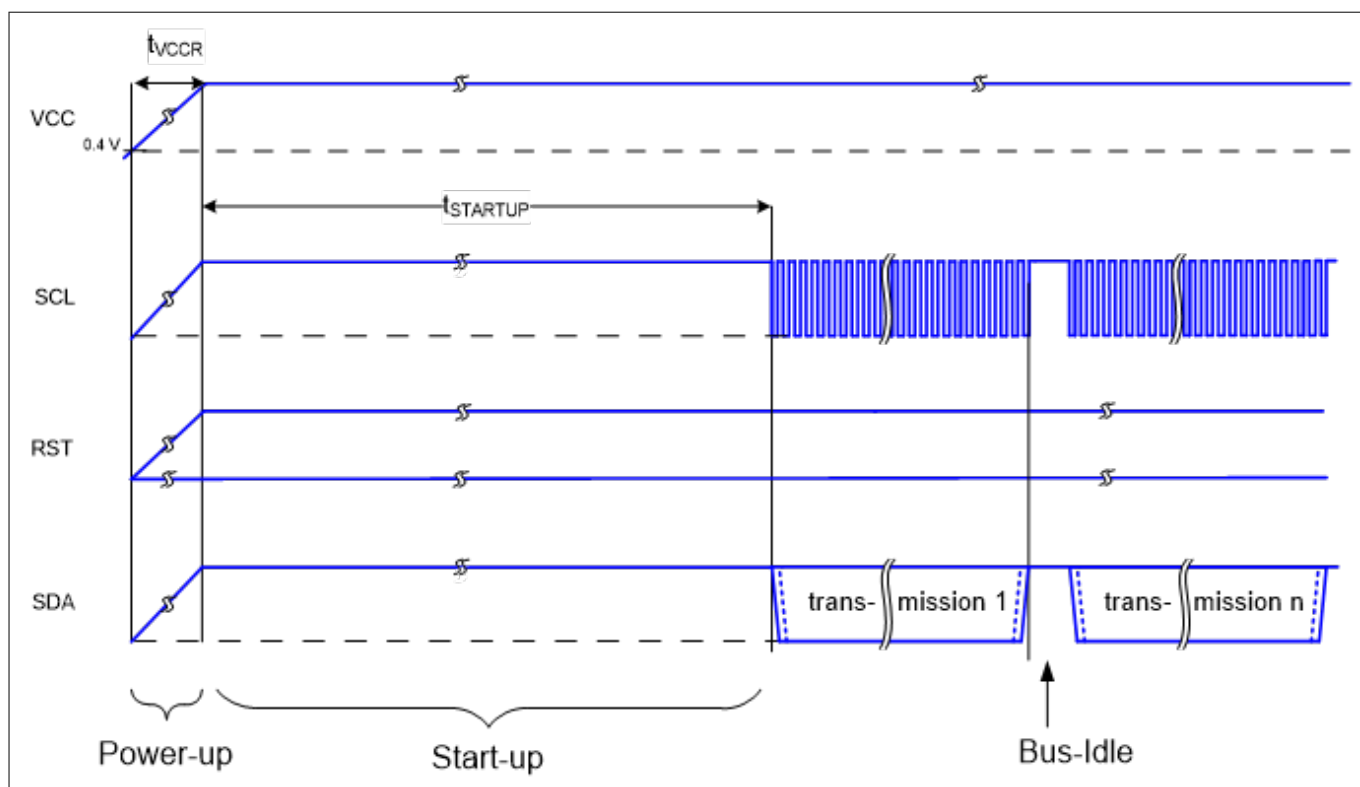 tVCCR
VCC
0.4 V
tSTARTUP
SCL
RST
SDA
trans- mission 1
trans- mission n
Power-up
Start-up
Bus-Idle